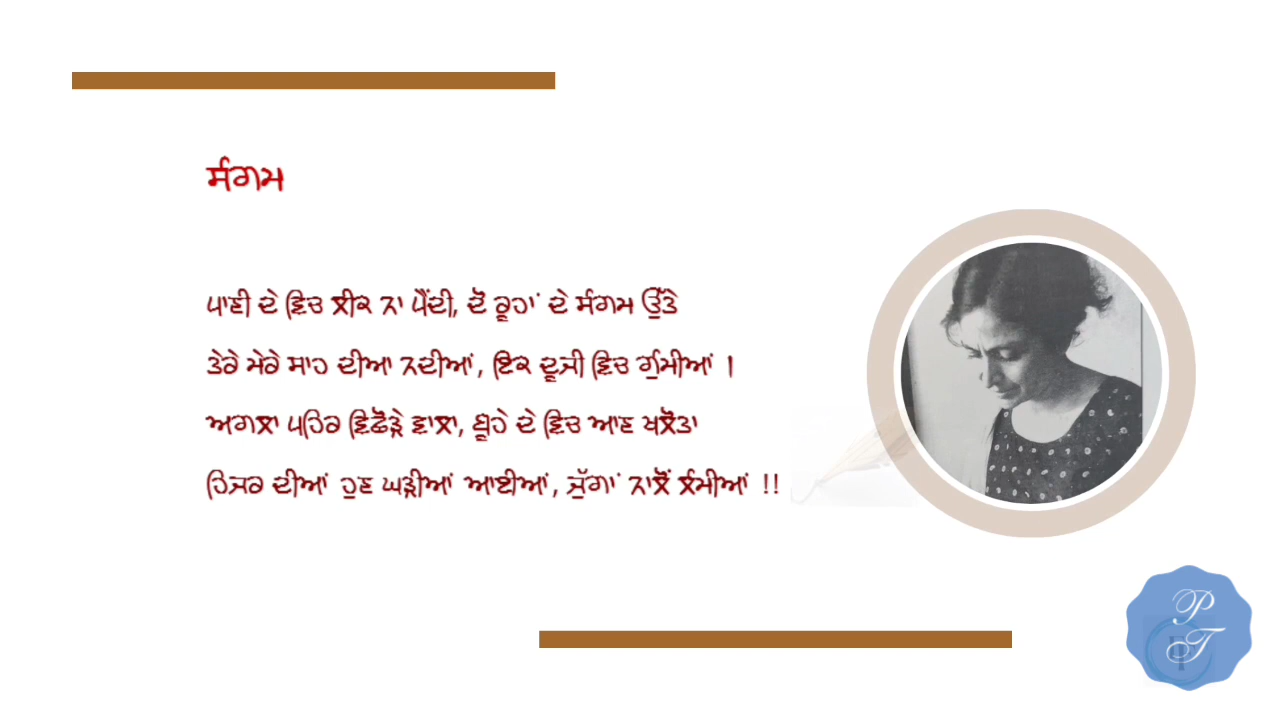 ਸੰਗਮ
ਪਾਣੀ ਦੇ ਵਿਚ ਲੀਕ ਨਾ ਪੈਂਦੀ, ਦੋ ਰੂਹਾਂ ਦੇ ਸੰਗਮ ਉੱਤੇ
ਤੇਰੇ ਮੇਰੇ ਸਾਹ ਦੀਆ ਨਦੀਆਂ, ਇਕ ਦੂਜੀ ਵਿਚ ਗੁੰਮੀਆਂ ।
ਅਗਲਾ ਪਹਿਰ ਵਿਛੋੜੇ ਵਾਲਾ, ਬੂਹੇ ਦੇ ਵਿਚ ਆਣ ਖਲੋਤਾ
ਹਿਜਰ ਦੀਆਂ ਹੁਣ ਘੜੀਆਂ ਆਈਆਂ, ਜੁੱਗਾਂ ਨਾਲੋਂ ਲੰਮੀਆਂ !!
P
T